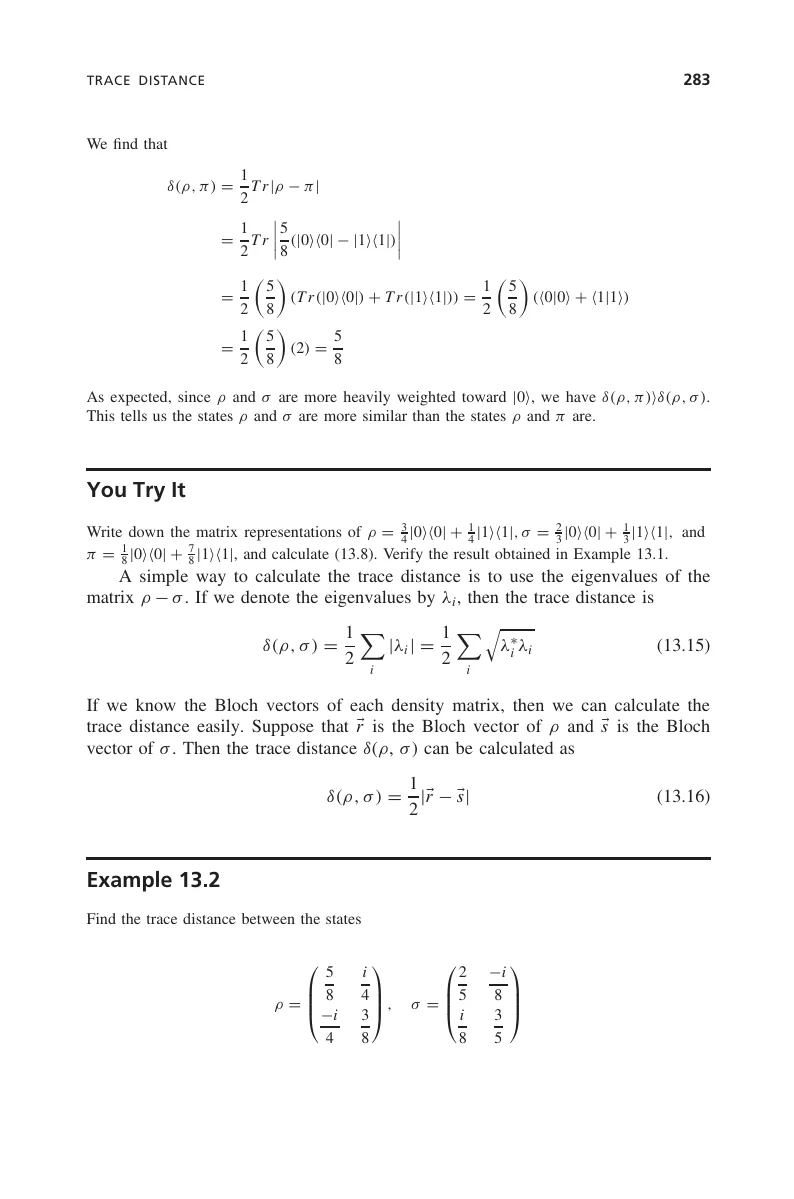 TRACE DISTANCE 283
We find that
δ(ρ, π) = 1/2 Tr|ρ − π|
= 1/2 Tr |5/8 (|0⟩⟨0| − |1⟩⟨1|)|
= 1/2 (5/8) (Tr(|0⟩⟨0|) + Tr(|1⟩⟨1|)) = 1/2 (5/8) (⟨0|0⟩ + ⟨1|1⟩)
= 1/2 (5/8) (2) = 5/8
As expected, since ρ and σ are more heavily weighted toward |0⟩, we have δ(ρ, π)⟩δ(ρ, σ).
This tells us the states ρ and σ are more similar than the states ρ and π are.
You Try It
Write down the matrix representations of ρ = 3/4|0⟩⟨0| + 1/4|1⟩⟨1|, σ = 2/3|0⟩⟨0| + 1/3|1⟩⟨1|, and
π = 1/8|0⟩⟨0| + 7/8|1⟩⟨1|, and calculate (13.8). Verify the result obtained in Example 13.1.
A simple way to calculate the trace distance is to use the eigenvalues of the
matrix ρ − σ. If we denote the eigenvalues by λᵢ, then the trace distance is
δ(ρ, σ) = 1/2 ∑ᵢ |λᵢ| = 1/2 ∑ᵢ √(λᵢ*λᵢ) (13.15)
If we know the Bloch vectors of each density matrix, then we can calculate the
trace distance easily. Suppose that r⃗ is the Bloch vector of ρ and s⃗ is the Bloch
vector of σ. Then the trace distance δ(ρ, σ) can be calculated as
δ(ρ, σ) = 1/2 |r⃗ − s⃗| (13.16)
Example 13.2
Find the trace distance between the states
ρ = (5/8 i/4; −i/4 3/8), σ = (2/5 −i/8; i/8 3/5)